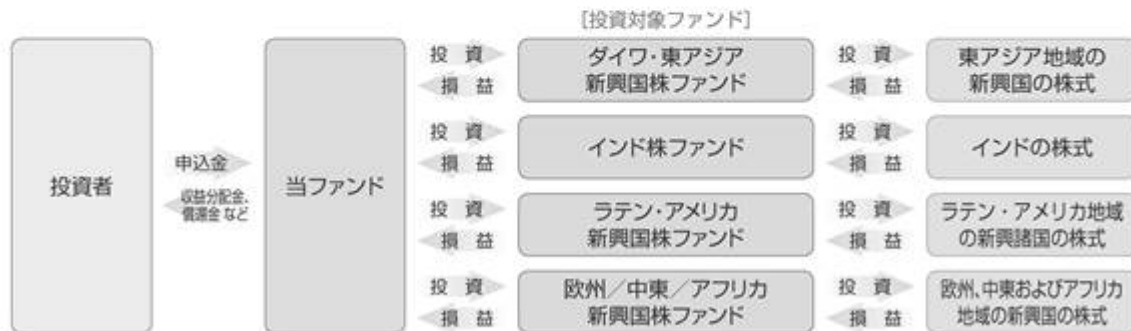 [投資対象ファンド]
投資者
申込金
収益分配金、
償還金 など
当ファンド
投 資
損 益
ダイワ・東アジア
新興国株ファンド
投 資
損 益
東アジア地域の
新興国の株式
投 資
損 益
インド株ファンド
投 資
損 益
インドの株式
投 資
損 益
ラテン・アメリカ
新興国株ファンド
投 資
損 益
ラテン・アメリカ地域
の新興諸国の株式
投 資
損 益
欧州／中東／アフリカ
新興国株ファンド
投 資
損 益
欧州、中東およびアフリカ
地域の新興国の株式